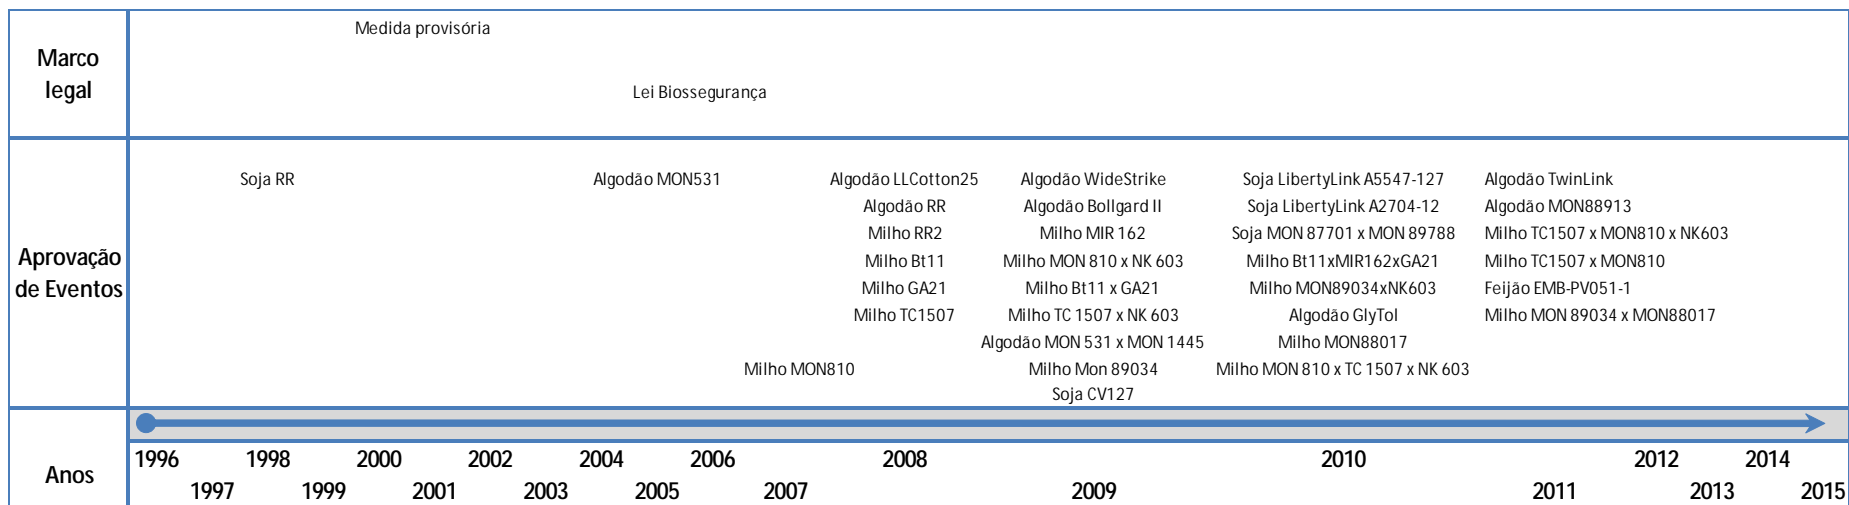 Marco legal
Medida provisória
Lei Biossegurança
Aprovação de Eventos
Soja RR
Algodão MON531
Algodão LLCotton25
Algodão WideStrike
Soja LibertyLink A5547-127
Algodão TwinLink
Algodão RR
Algodão Bollgard II
Soja LibertyLink A2704-12
Algodão MON88913
Milho RR2
Milho MIR 162
Soja MON 87701 x MON 89788
Milho TC1507 x MON810 x NK603
Milho Bt11
Milho MON 810 x NK 603
Milho Bt11xMIR162xGA21
Milho TC1507 x MON810
Milho GA21
Milho Bt11 x GA21
Milho MON89034xNK603
Feijão EMB-PV051-1
Milho TC1507
Milho TC 1507 x NK 603
Algodão GlyTol
Milho MON 89034 x MON88017
Algodão MON 531 x MON 1445
Milho MON88017
Milho MON810
Milho Mon 89034
Milho MON 810 x TC 1507 x NK 603
Soja CV127
Anos
1996 1998 2000 2002 2004 2006 2008 2010 2012 2014
1997 1999 2001 2003 2005 2007 2009 2011 2013 2015